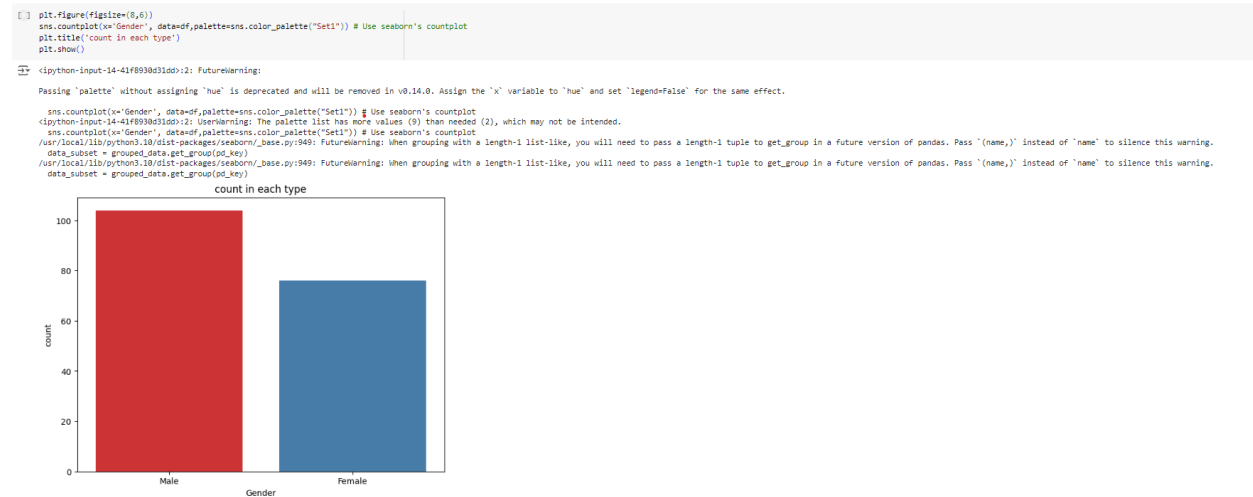 [ ] plt.figure(figsize=(8,6))
sns.countplot(x='Gender', data=df,palette=sns.color_palette("Set1")) # Use seaborn's countplot
plt.title('count in each type')
plt.show()
<ipython-input-14-41f8930d31dd>:2: FutureWarning:
Passing `palette` without assigning `hue` is deprecated and will be removed in v0.14.0. Assign the `x` variable to `hue` and set `legend=False` for the same effect.
sns.countplot(x='Gender', data=df,palette=sns.color_palette("Set1")) # Use seaborn's countplot
<ipython-input-14-41f8930d31dd>:2: UserWarning: The palette list has more values (9) than needed (2), which may not be intended.
sns.countplot(x='Gender', data=df,palette=sns.color_palette("Set1")) # Use seaborn's countplot
/usr/local/lib/python3.10/dist-packages/seaborn/_base.py:949: FutureWarning: When grouping with a length-1 list-like, you will need to pass a length-1 tuple to get_group in a future version of pandas. Pass `(name,)` instead of `name` to silence this warning.
data_subset = grouped_data.get_group(pd_key)
/usr/local/lib/python3.10/dist-packages/seaborn/_base.py:949: FutureWarning: When grouping with a length-1 list-like, you will need to pass a length-1 tuple to get_group in a future version of pandas. Pass `(name,)` instead of `name` to silence this warning.
data_subset = grouped_data.get_group(pd_key)
count in each type
100
80
60
count
40
20
0
Male Female
Gender